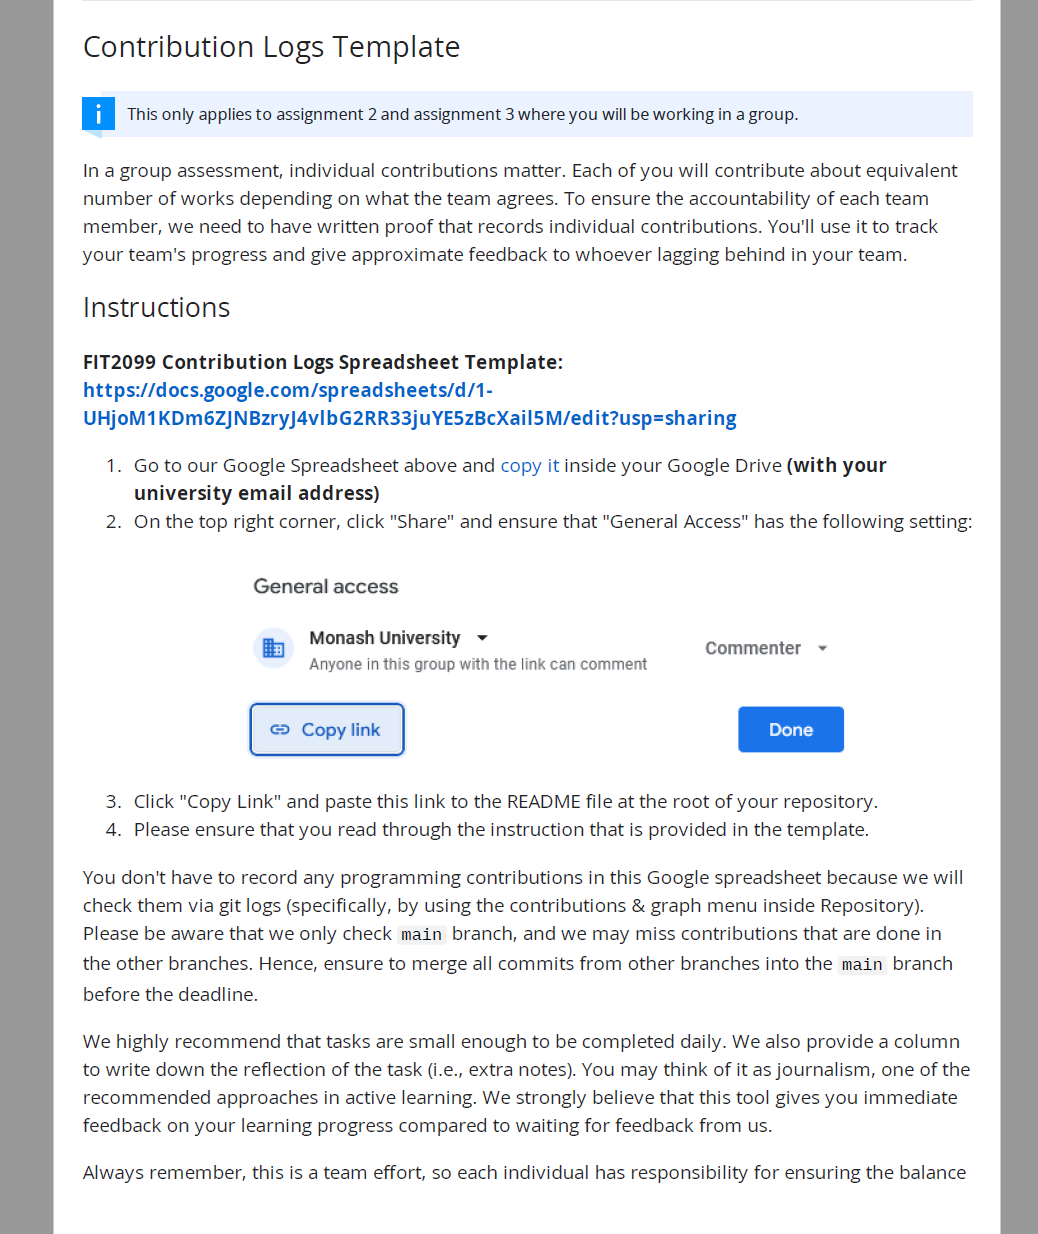 Contribution Logs Template
i This only applies to assignment 2 and assignment 3 where you will be working in a group.
In a group assessment, individual contributions matter. Each of you will contribute about equivalent
number of works depending on what the team agrees. To ensure the accountability of each team
member, we need to have written proof that records individual contributions. You'll use it to track
your team's progress and give approximate feedback to whoever lagging behind in your team.
Instructions
FIT2099 Contribution Logs Spreadsheet Template:
https://docs.google.com/spreadsheets/d/1-
UHjoM1KDm6ZJNBzryJ4vlbG2RR33juYE5zBcXail5M/edit?usp=sharing
1. Go to our Google Spreadsheet above and copy it inside your Google Drive (with your
university email address)
2. On the top right corner, click "Share" and ensure that "General Access" has the following setting:
General access
Monash University
Commenter
Anyone in this group with the link can comment
Copy link
Done
3. Click "Copy Link" and paste this link to the README file at the root of your repository.
4. Please ensure that you read through the instruction that is provided in the template.
You don't have to record any programming contributions in this Google spreadsheet because we will
check them via git logs (specifically, by using the contributions & graph menu inside Repository).
Please be aware that we only check main branch, and we may miss contributions that are done in
the other branches. Hence, ensure to merge all commits from other branches into the main branch
before the deadline.
We highly recommend that tasks are small enough to be completed daily. We also provide a column
to write down the reflection of the task (i.e., extra notes). You may think of it as journalism, one of the
recommended approaches in active learning. We strongly believe that this tool gives you immediate
feedback on your learning progress compared to waiting for feedback from us.
Always remember, this is a team effort, so each individual has responsibility for ensuring the balance